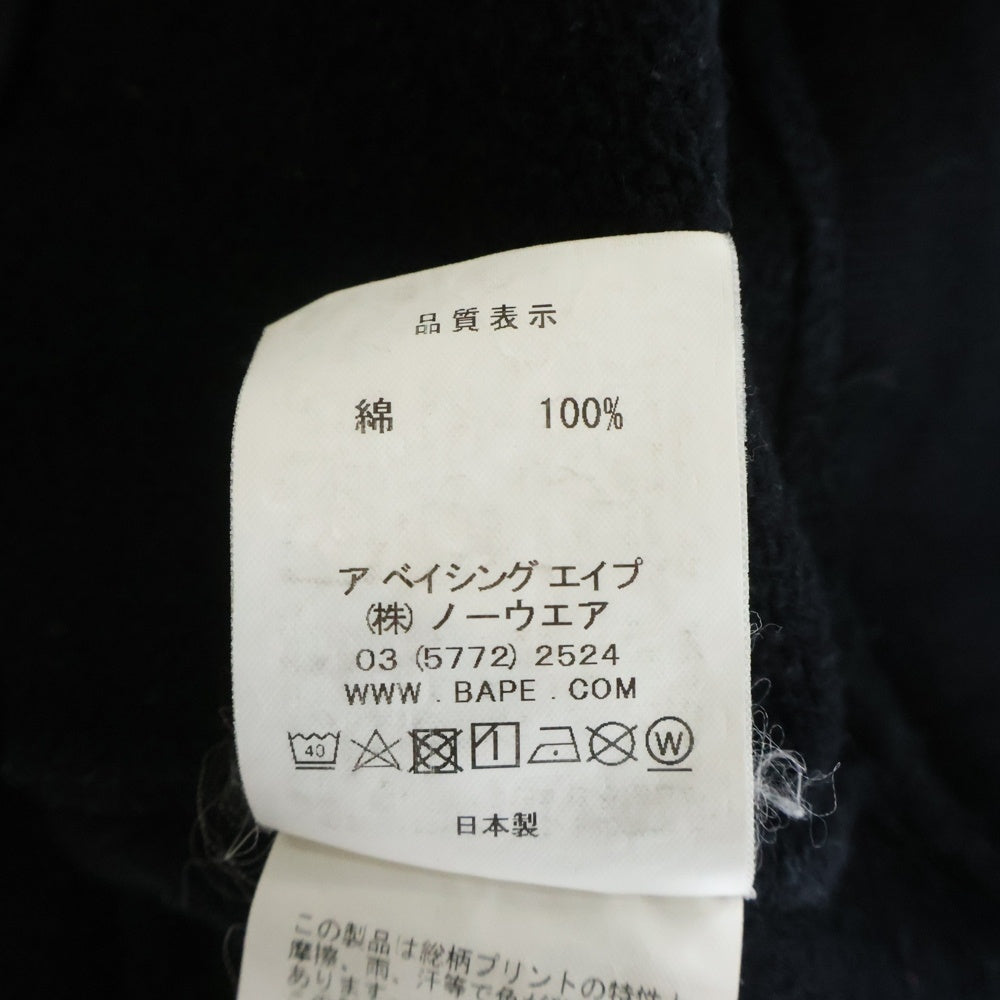 品質表示
綿 100%
ア ベイシング エイプ
(株) ノーウエア
03 (5772) 2524
WWW . BAPE . COM
40 W
日本製
この製品は総柄プリントの特性
摩擦、雨、汗等で色が
あります